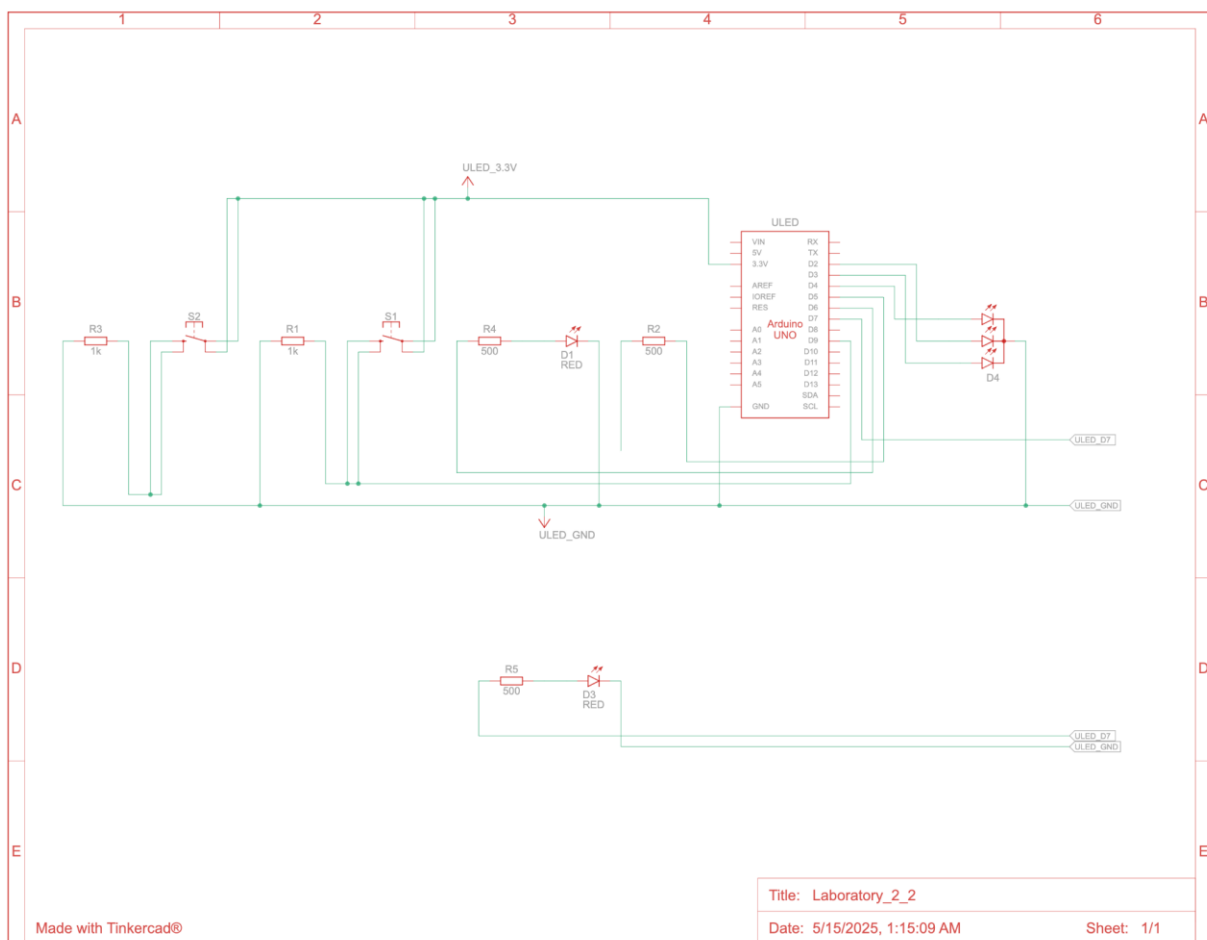 1 2 3 4 5 6
A A
ULED_3.3V
ULED
VIN RX
5V TX
3.3V D2
D3
AREF D4
IOREF D5
RES D6
D7
A0 D8
Arduino
UNO
A1 D9
A2 D10
A3 D11
A4 D12
A5 D13
SDA
GND SCL
B B
R3
1k
S2
R1
1k
S1
R4
500
D1
RED
R2
500
D4
ULED_D7
C C
ULED_GND
ULED_GND
D D
R5
500
D3
RED
ULED_D7
ULED_GND
E E
Title: Laboratory_2_2
Made with Tinkercad®
Date: 5/15/2025, 1:15:09 AM Sheet: 1/1